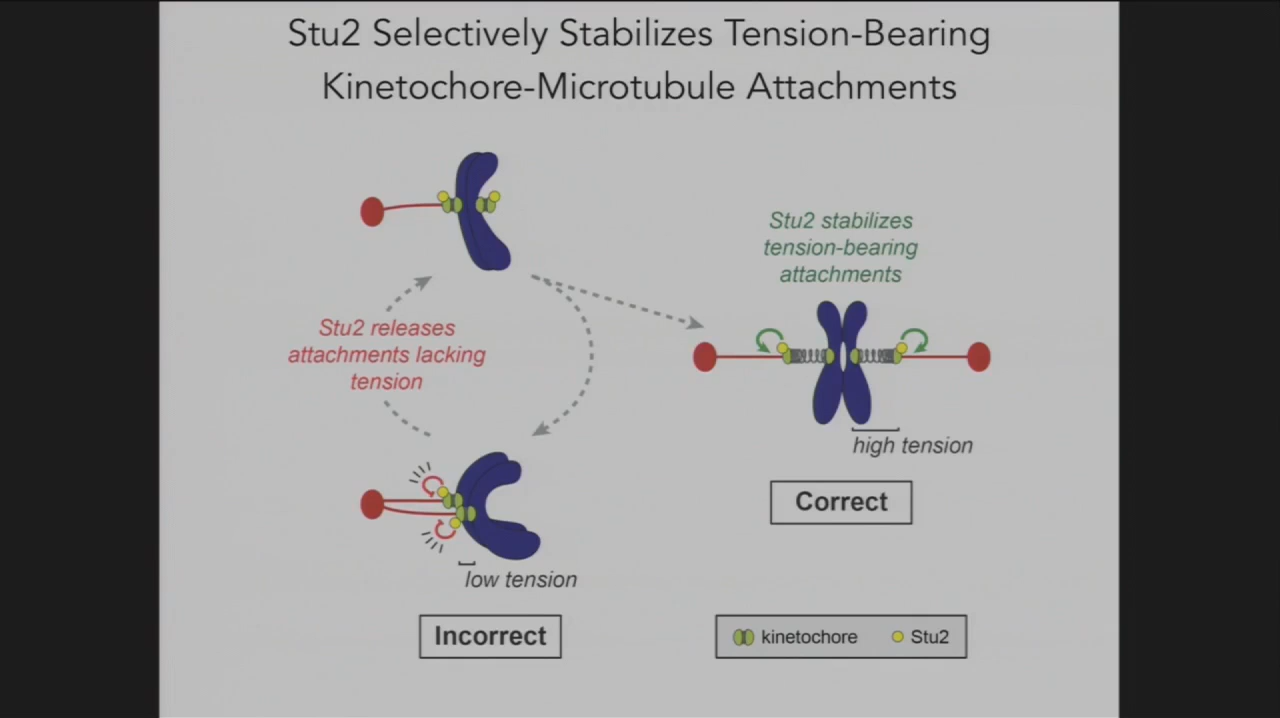 Stu2 Selectively Stabilizes Tension-Bearing
Kinetochore-Microtubule Attachments
Stu2 stabilizes
tension-bearing
attachments
Stu2 releases
attachments lacking
tension
high tension
Correct
low tension
Incorrect
kinetochore
Stu2